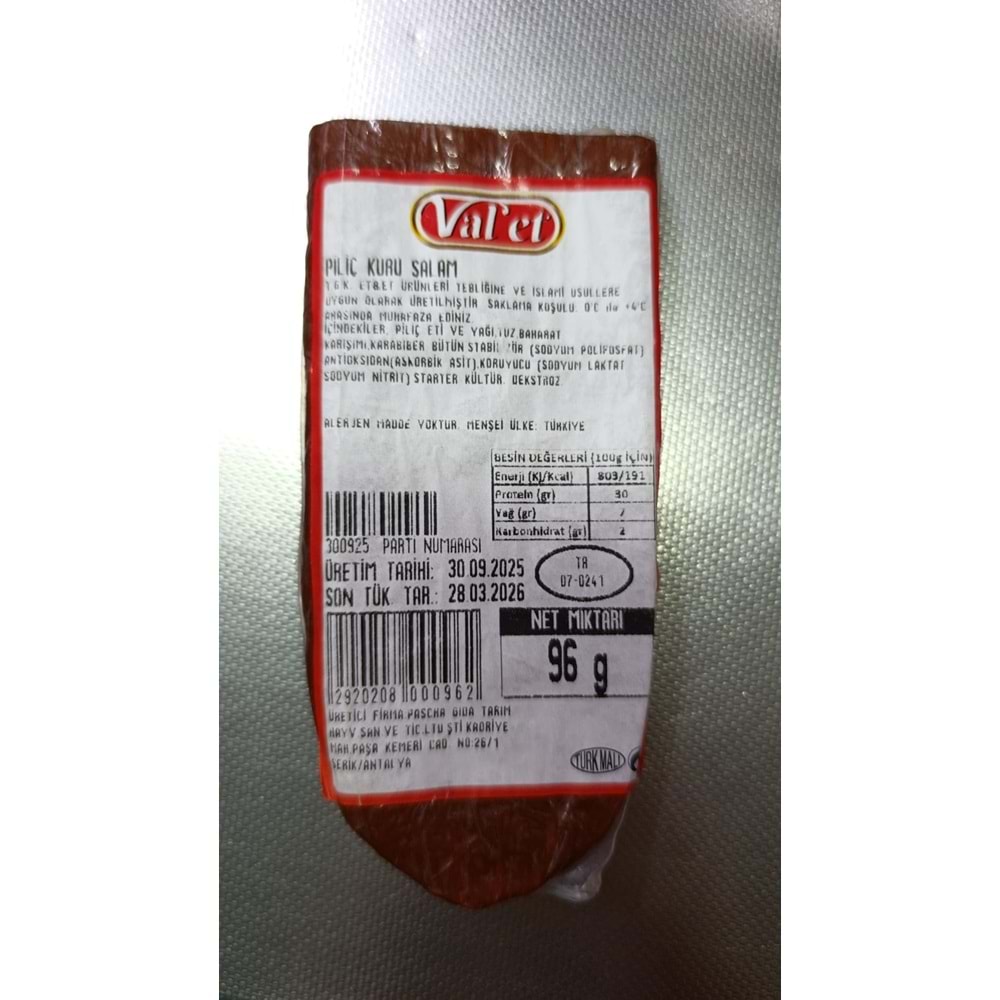 Val'et
PİLİÇ KURU SALAM
T.G.K. ET&ET ÜRÜNLERİ TEBLİĞİNE VE İSLAMİ USULLERE
UYGUN OLARAK ÜRETİLMİŞTİR. SAKLAMA KOŞULU: 0°C ila +4°C
ARASINDA MUHAFAZA EDİNİZ.
İÇİNDEKİLER: PİLİÇ ETİ VE YAĞI,TUZ,BAHARAT
KARIŞIMI,KARABİBER BÜTÜN STABİLİZÖR (SODYUM POLİFOSFAT)
ANTİOKSİDAN(ASKORBİK ASİT),KORUYUCU (SODYUM LAKTAT
SODYUM NİTRİT) STARTER KÜLTÜR. DEKSTROZ
ALERJEN MADDE YOKTUR. MENŞEİ ÜLKE: TÜRKİYE
BESİN DEĞERLERİ (100g İÇİN)
Enerji (Kj/Kcal) 803/191
Protein (gr) 30
Yağ (gr) 7
Karbonhidrat (gr) 2
300925 PARTİ NUMARASI
ÜRETİM TARİHİ: 30.09.2025
SON TÜK. TAR.: 28.03.2026
TR
07-0241
NET MİKTARI
96 g
2920208 000962
ÜRETİCİ FİRMA:PASCHA GIDA TARIM
HAYV SAN VE TİC.LTD ŞTİ KADRİYE
MAH.PAŞA KEMERİ CAD. NO:26/1
SERİK/ANTALYA
TÜRK MALI